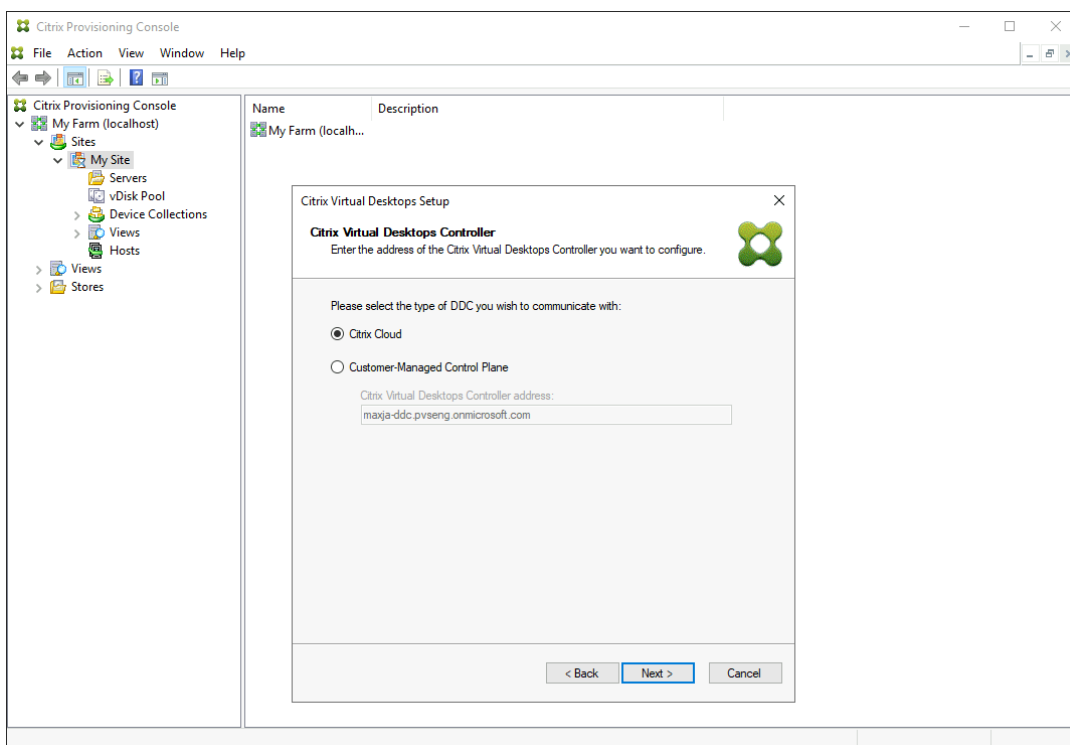 Citrix Provisioning Console
File Action View Window Help
Citrix Provisioning Console
My Farm (localhost)
Sites
My Site
Servers
vDisk Pool
Device Collections
Views
Hosts
Views
Stores
Name Description
My Farm (localh...
Citrix Virtual Desktops Setup
Citrix Virtual Desktops Controller
Enter the address of the Citrix Virtual Desktops Controller you want to configure.
Please select the type of DDC you wish to communicate with:
Citrix Cloud
Customer-Managed Control Plane
Citrix Virtual Desktops Controller address:
maxja-ddc.pvseng.onmicrosoft.com
< Back Next > Cancel